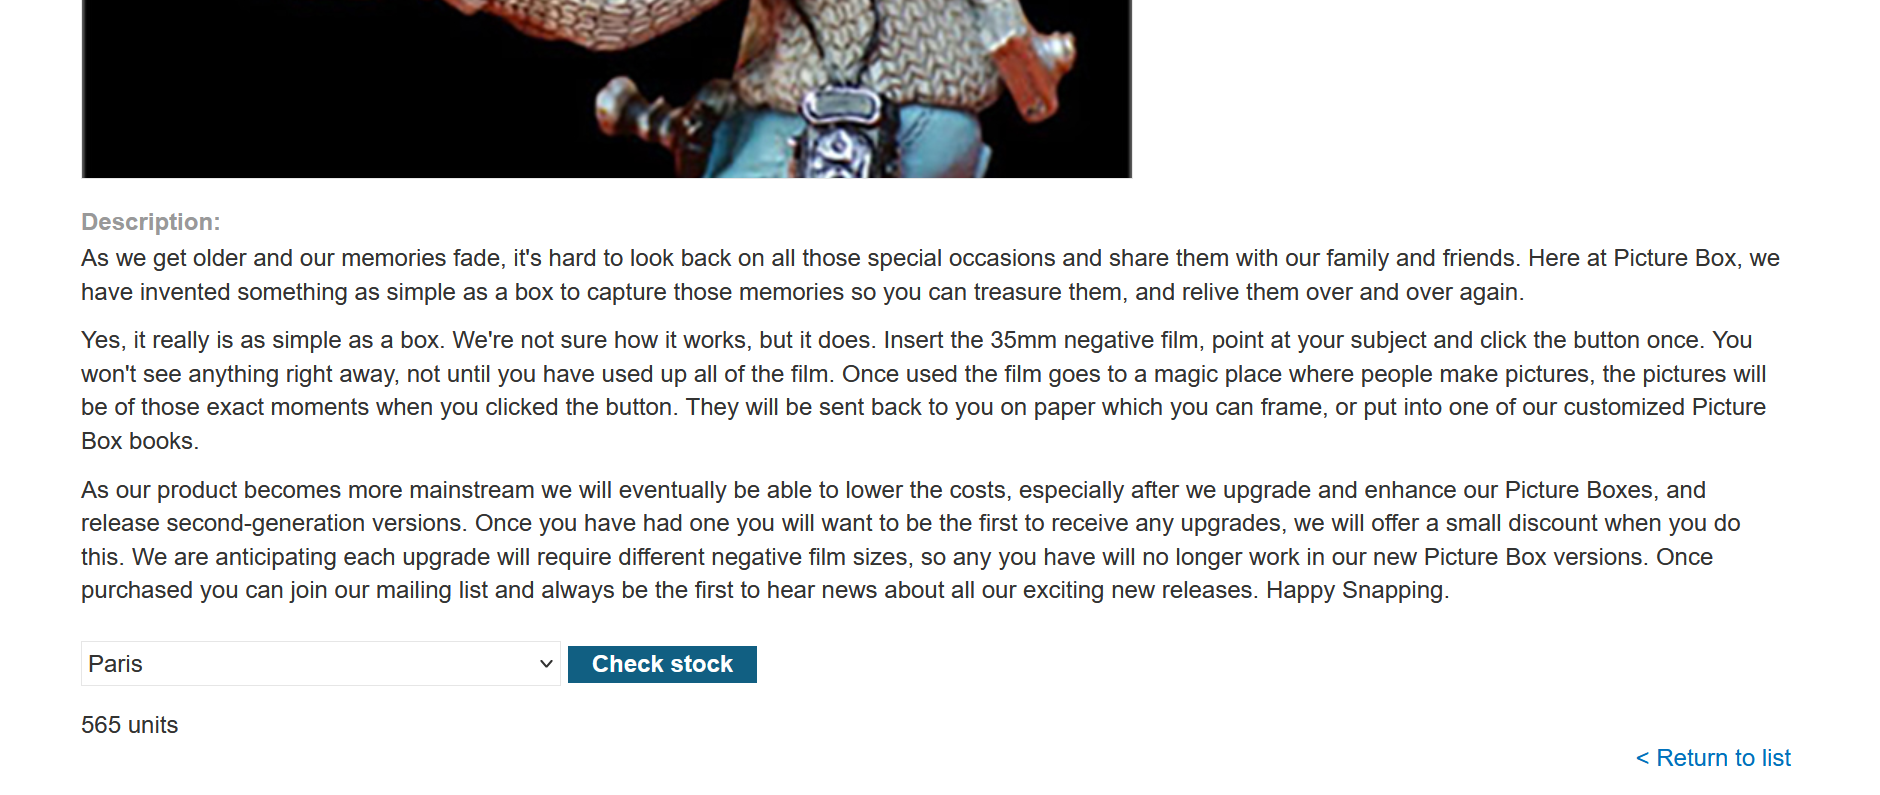 Description:
As we get older and our memories fade, it's hard to look back on all those special occasions and share them with our family and friends. Here at Picture Box, we
have invented something as simple as a box to capture those memories so you can treasure them, and relive them over and over again.
Yes, it really is as simple as a box. We're not sure how it works, but it does. Insert the 35mm negative film, point at your subject and click the button once. You
won't see anything right away, not until you have used up all of the film. Once used the film goes to a magic place where people make pictures, the pictures will
be of those exact moments when you clicked the button. They will be sent back to you on paper which you can frame, or put into one of our customized Picture
Box books.
As our product becomes more mainstream we will eventually be able to lower the costs, especially after we upgrade and enhance our Picture Boxes, and
release second-generation versions. Once you have had one you will want to be the first to receive any upgrades, we will offer a small discount when you do
this. We are anticipating each upgrade will require different negative film sizes, so any you have will no longer work in our new Picture Box versions. Once
purchased you can join our mailing list and always be the first to hear news about all our exciting new releases. Happy Snapping.
Paris
Check stock
565 units
< Return to list